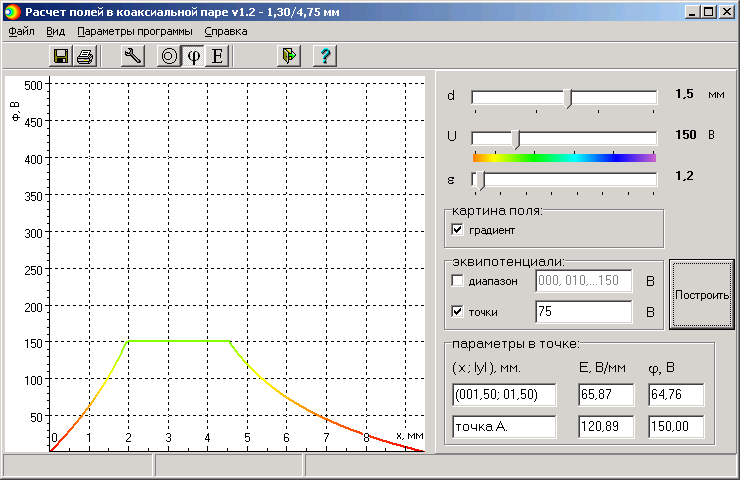 Расчет полей в коаксиальной паре v1.2 - 1,30/4,75 мм
Файл Вид Параметры программы Справка
φ E ?
φ, В
500
450
400
350
300
250
200
150
100
50
0 1 2 3 4 5 6 7 8 x, мм
d 1,5 мм
U 150 В
ε 1,2
картина поля:
градиент
эквипотенциали:
диапазон 000, 010,...150 В
точки 75 В
Построить
параметры в точке:
(x ; lyl ), мм. E, В/мм φ, В
(001,50; 01,50) 65,87 64,76
точка А. 120,89 150,00